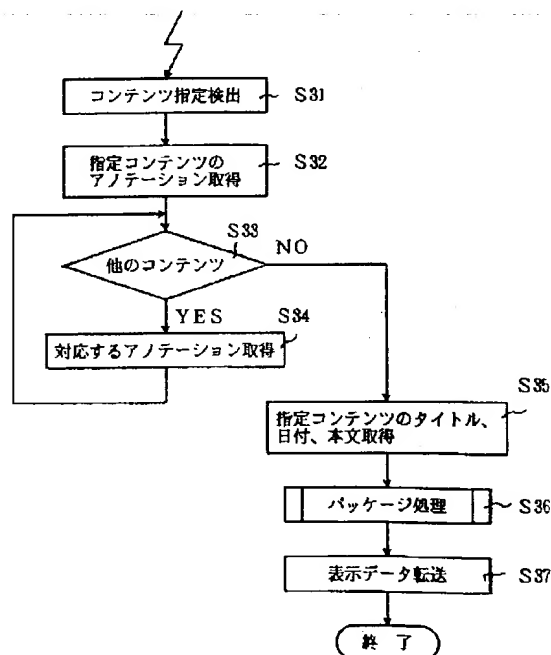 コンテンツ指定検出
S31
指定コンテンツの
アノテーション取得
S32
S33
他のコンテンツ
NO
YES
S34
対応するアノテーション取得
S35
指定コンテンツのタイトル、
日付、本文取得
パッケージ処理
S36
表示データ転送
S37
終 了